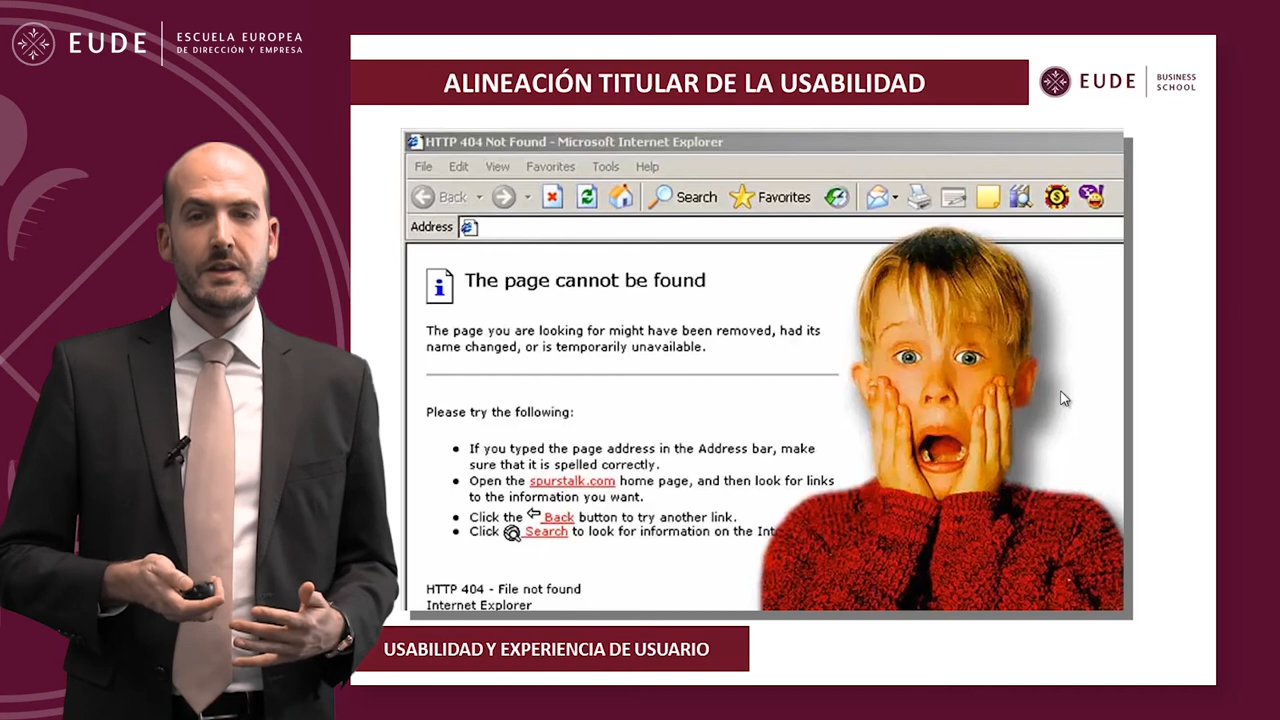 EUDE
ESCUELA EUROPEA
DE DIRECCIÓN Y EMPRESA
ALINEACIÓN TITULAR DE LA USABILIDAD
EUDE
BUSINESS
SCHOOL
HTTP 404 Not Found - Microsoft Internet Explorer
File Edit View Favorites Tools Help
Back Search Favorites
Address
The page cannot be found
The page you are looking for might have been removed, had its
name changed, or is temporarily unavailable.
Please try the following:
If you typed the page address in the Address bar, make
sure that it is spelled correctly.
Open the spurstalk.com home page, and then look for links
to the information you want.
Click the Back button to try another link.
Click Search to look for information on the Int
HTTP 404 - File not found
Internet Explorer
USABILIDAD Y EXPERIENCIA DE USUARIO